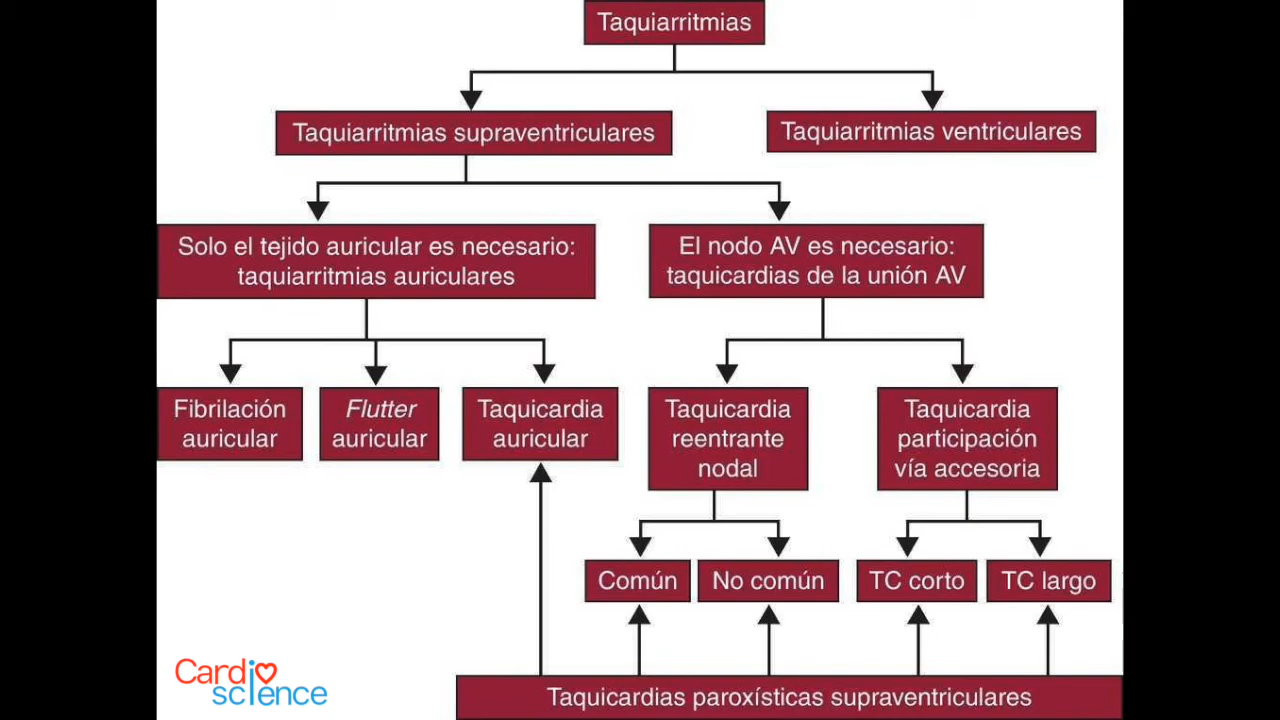 Taquiarritmias
Taquiarritmias supraventriculares
Taquiarritmias ventriculares
Solo el tejido auricular es necesario:
taquiarritmias auriculares
El nodo AV es necesario:
taquicardias de la unión AV
Fibrilación
auricular
Flutter
auricular
Taquicardia
auricular
Taquicardia
reentrante
nodal
Taquicardia
participación
vía accesoria
Común
No común
TC corto
TC largo
Taquicardias paroxísticas supraventriculares
Cardio
science